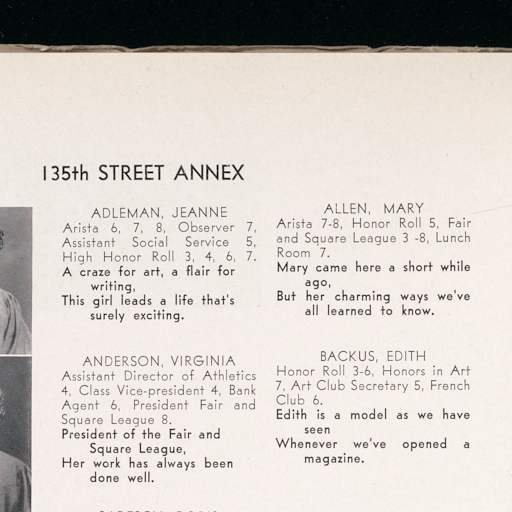 135th STREET ANNEX
ADLEMAN, JEANNE
Arista 6, 7, 8, Observer 7,
Assistant Social Service 5,
High Honor Roll 3, 4, 6, 7.
A craze for art, a flair for
writing,
This girl leads a life that's
surely exciting.
ANDERSON, VIRGINIA
Assistant Director of Athletics
4, Class Vice-president 4, Bank
Agent 6, President Fair and
Square League 8.
President of the Fair and
Square League,
Her work has always been
done well.
ALLEN, MARY
Arista 7-8, Honor Roll 5, Fair
and Square League 3 -8, Lunch
Room 7.
Mary came here a short while
ago,
But her charming ways we've
all learned to know.
BACKUS, EDITH
Honor Roll 3-6, Honors in Art
7, Art Club Secretary 5, French
Club 6.
Edith is a model as we have
seen
Whenever we've opened a
magazine.